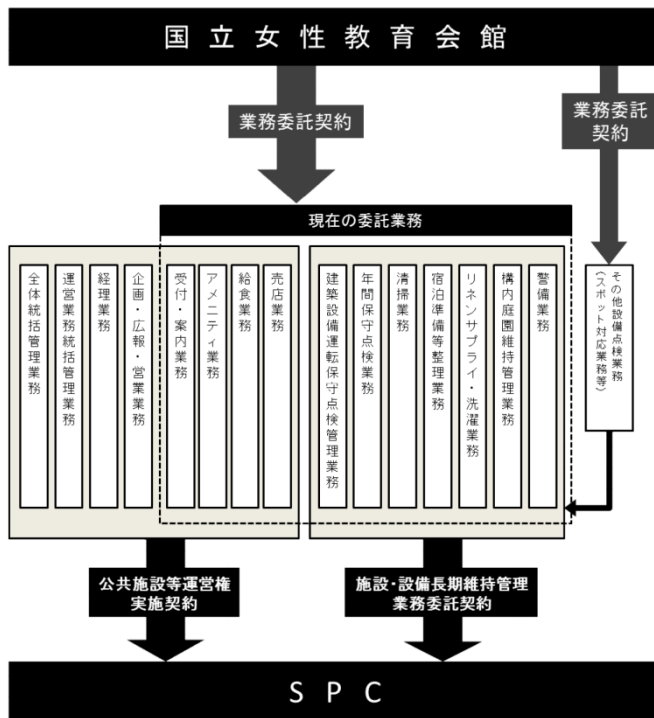 国立女性教育会館
業務委託契約
業務委託
契約
現在の委託業務
全体統括管理業務
運営業務統括管理業務
経理業務
企画・広報・営業業務
受付・案内業務
アメニティ業務
給食業務
売店業務
建築設備運転保守点検管理業務
年間保守点検業務
清掃業務
宿泊準備等整理業務
リネンサプライ・洗濯業務
構内庭園維持管理業務
警備業務
その他設備点検業務
(スポット対応業務等)
公共施設等運営権
実施契約
施設・設備長期維持管理
業務委託契約
SPC